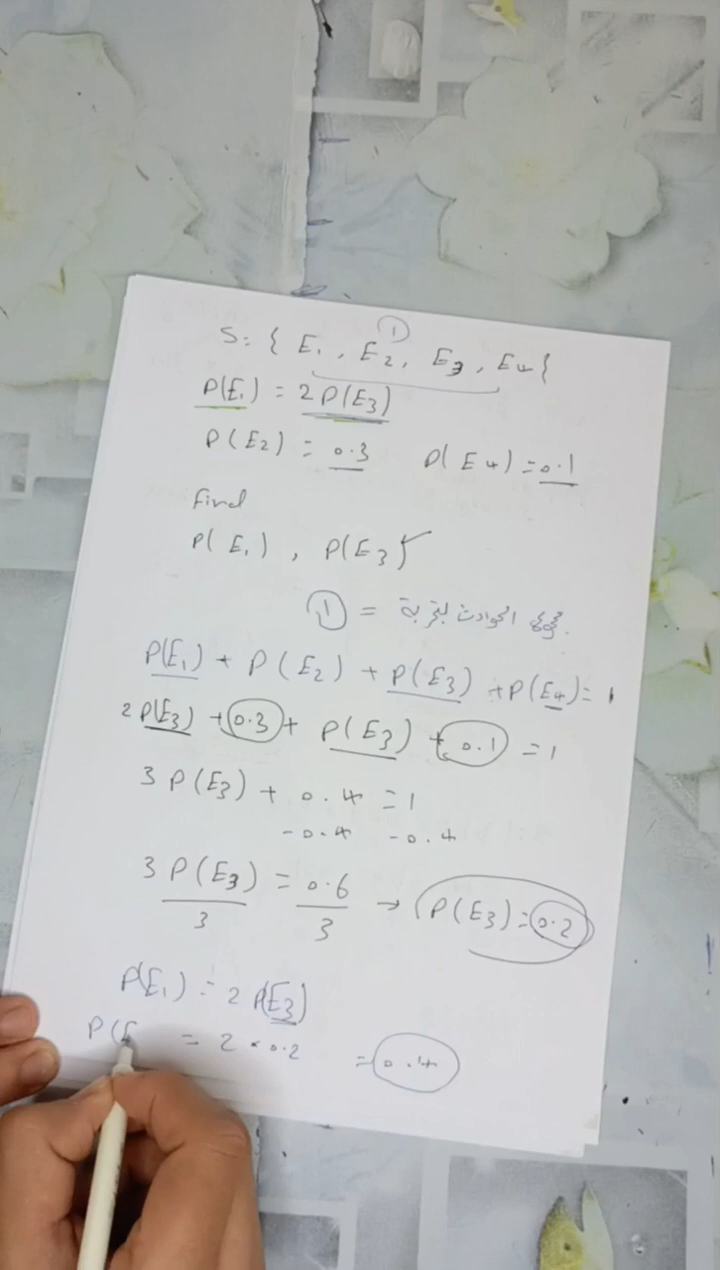 1
S = { E1, E2, E3, E4 {
P(E1) = 2 P(E3)
P(E2) = 0.3 P(E4) = 0.1
find
P(E1), P(E3)
مجموع الحوادث لتجربة = 1
P(E1) + P(E2) + P(E3) + P(E4) = 1
2 P(E3) + 0.3 + P(E3) + 0.1 = 1
3 P(E3) + 0.4 = 1
-0.4 -0.4
3 P(E3) / 3 = 0.6 / 3 → P(E3) = 0.2
P(E1) = 2 P(E3)
P(E = 2 × 0.2 = 0.4